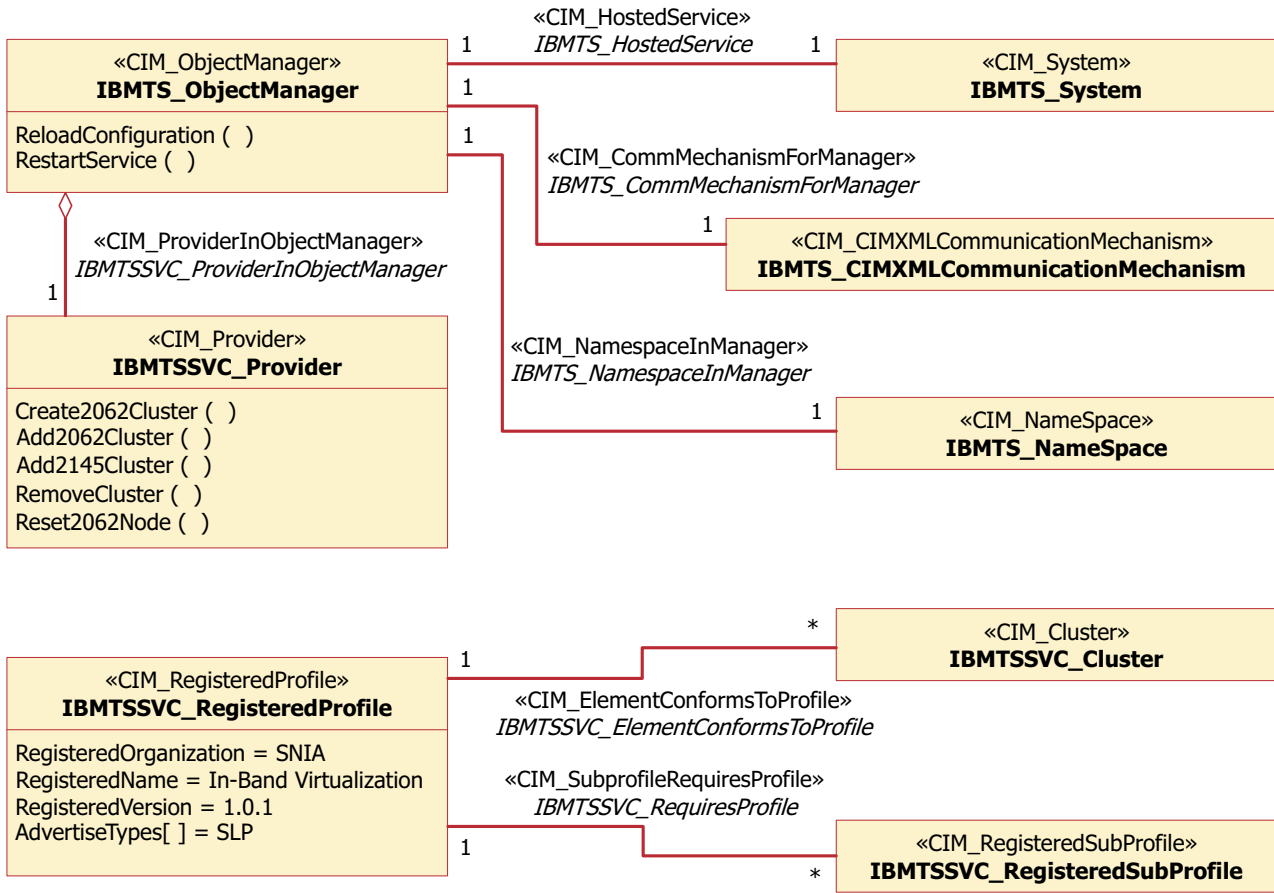 «CIM_HostedService»
IBMTS_HostedService
1
1
«CIM_ObjectManager»
IBMTS_ObjectManager
ReloadConfiguration (  )
RestartService (  )
«CIM_System»
IBMTS_System
1
1
«CIM_CommMechanismForManager»
IBMTS_CommMechanismForManager
1
«CIM_CIMXMLCommunicationMechanism»
IBMTS_CIMXMLCommunicationMechanism
«CIM_ProviderInObjectManager»
IBMTSSVC_ProviderInObjectManager
1
«CIM_Provider»
IBMTSSVC_Provider
Create2062Cluster (  )
Add2062Cluster (  )
Add2145Cluster (  )
RemoveCluster (  )
Reset2062Node (  )
«CIM_NamespaceInManager»
IBMTS_NamespaceInManager
1
«CIM_NameSpace»
IBMTS_NameSpace
*
«CIM_Cluster»
IBMTSSVC_Cluster
1
«CIM_RegisteredProfile»
IBMTSSVC_RegisteredProfile
RegisteredOrganization = SNIA
RegisteredName = In-Band Virtualization
RegisteredVersion = 1.0.1
AdvertiseTypes[ ] = SLP
«CIM_ElementConformsToProfile»
IBMTSSVC_ElementConformsToProfile
«CIM_SubprofileRequiresProfile»
IBMTSSVC_RequiresProfile
1
*
«CIM_RegisteredSubProfile»
IBMTSSVC_RegisteredSubProfile